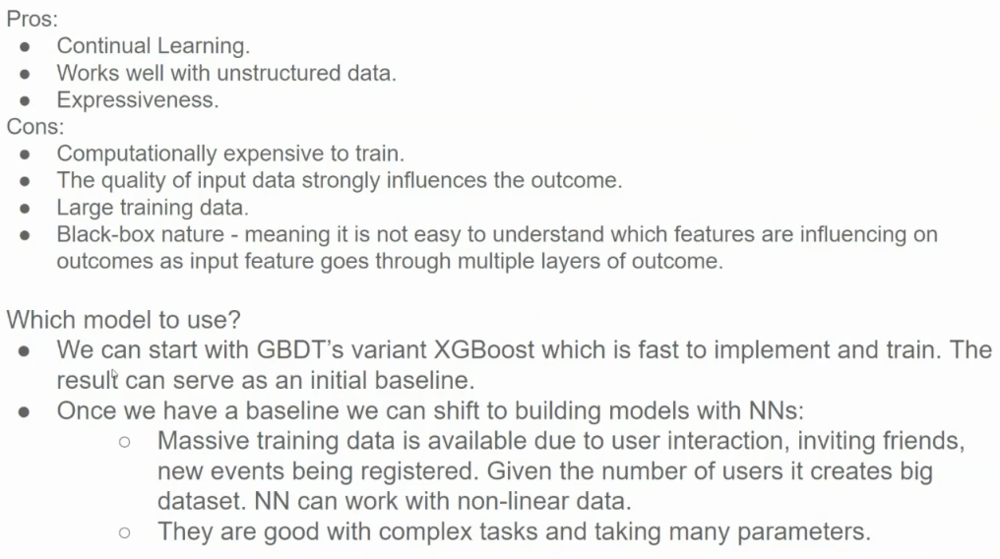 Pros:
● Continual Learning.
● Works well with unstructured data.
● Expressiveness.
Cons:
● Computationally expensive to train.
● The quality of input data strongly influences the outcome.
● Large training data.
● Black-box nature - meaning it is not easy to understand which features are influencing on
outcomes as input feature goes through multiple layers of outcome.
Which model to use?
● We can start with GBDT's variant XGBoost which is fast to implement and train. The
result can serve as an initial baseline.
● Once we have a baseline we can shift to building models with NNs:
○ Massive training data is available due to user interaction, inviting friends,
new events being registered. Given the number of users it creates big
dataset. NN can work with non-linear data.
○ They are good with complex tasks and taking many parameters.